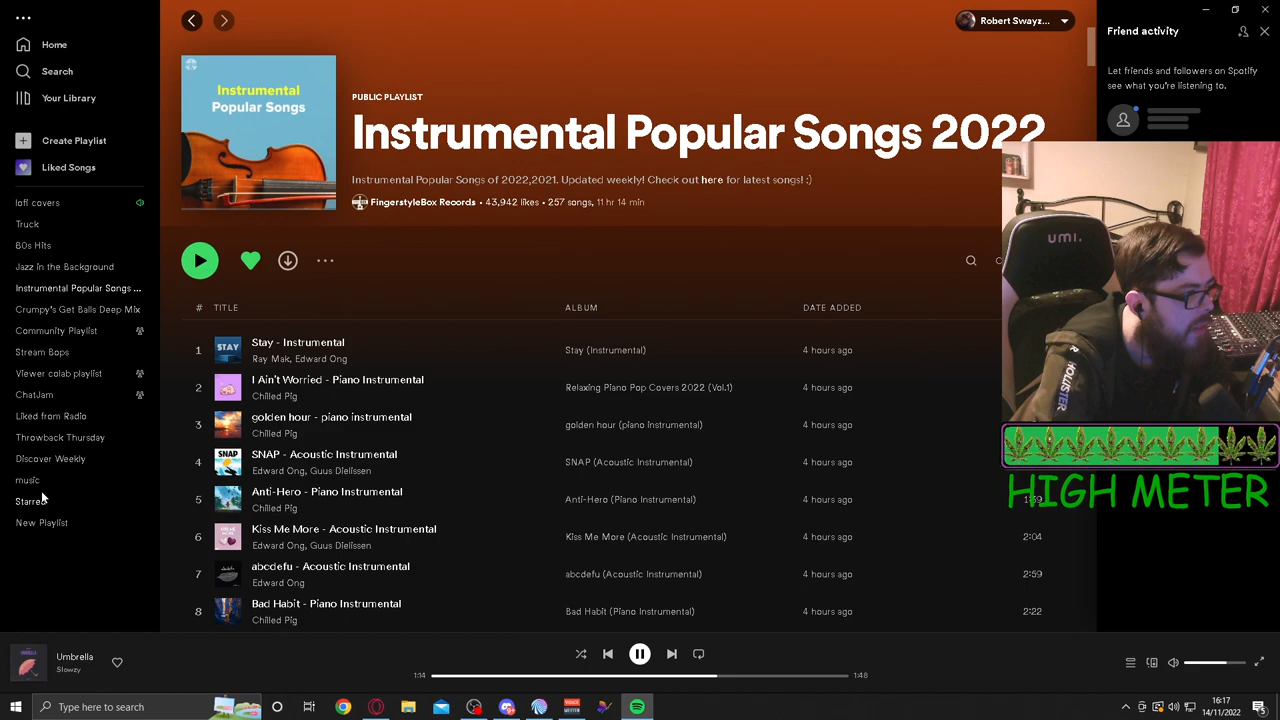 Home
Search
Your Library
Create Playlist
Liked Songs
lofi covers
Truck
80s Hits
Jazz in the Background
Instrumental Popular Songs ...
Crumpy's Get Balls Deep Mix
Community Playlist
Stream Bops
Viewer colab playlist
ChatJam
Liked from Radio
Throwback Thursday
Discover Weekly
music
Starred
New Playlist
Robert Swayz...
Instrumental
Popular Songs
PUBLIC PLAYLIST
Instrumental Popular Songs 2022
Instrumental Popular Songs of 2022,2021. Updated weekly! Check out here for latest songs! :)
FingerstyleBox Records • 43,942 likes • 257 songs, 11 hr 14 min
# TITLE ALBUM DATE ADDED
1 Stay - Instrumental Stay (Instrumental) 4 hours ago
Ray Mak, Edward Ong
2 I Ain't Worried - Piano Instrumental Relaxing Piano Pop Covers 2022 (Vol.1) 4 hours ago
Chilled Pig
3 golden hour - piano instrumental golden hour (piano instrumental) 4 hours ago
Chilled Pig
4 SNAP - Acoustic Instrumental SNAP (Acoustic Instrumental) 4 hours ago
Edward Ong, Guus Dielissen
5 Anti-Hero - Piano Instrumental Anti-Hero (Piano Instrumental) 4 hours ago
Chilled Pig
6 Kiss Me More - Acoustic Instrumental Kiss Me More (Acoustic Instrumental) 4 hours ago 2:04
Edward Ong, Guus Dielissen
7 abcdefu - Acoustic Instrumental abcdefu (Acoustic Instrumental) 4 hours ago 2:59
Edward Ong
8 Bad Habit - Piano Instrumental Bad Habit (Piano Instrumental) 4 hours ago 2:22
Chilled Pig
STAY
SNAP
Friend activity
Let friends and followers on Spotify
see what you're listening to.
umi.
HOLLISTER
HIGH METER
Umbrella
Slowzy
1:14
1:48
Type here to search
16:17
14/11/2022